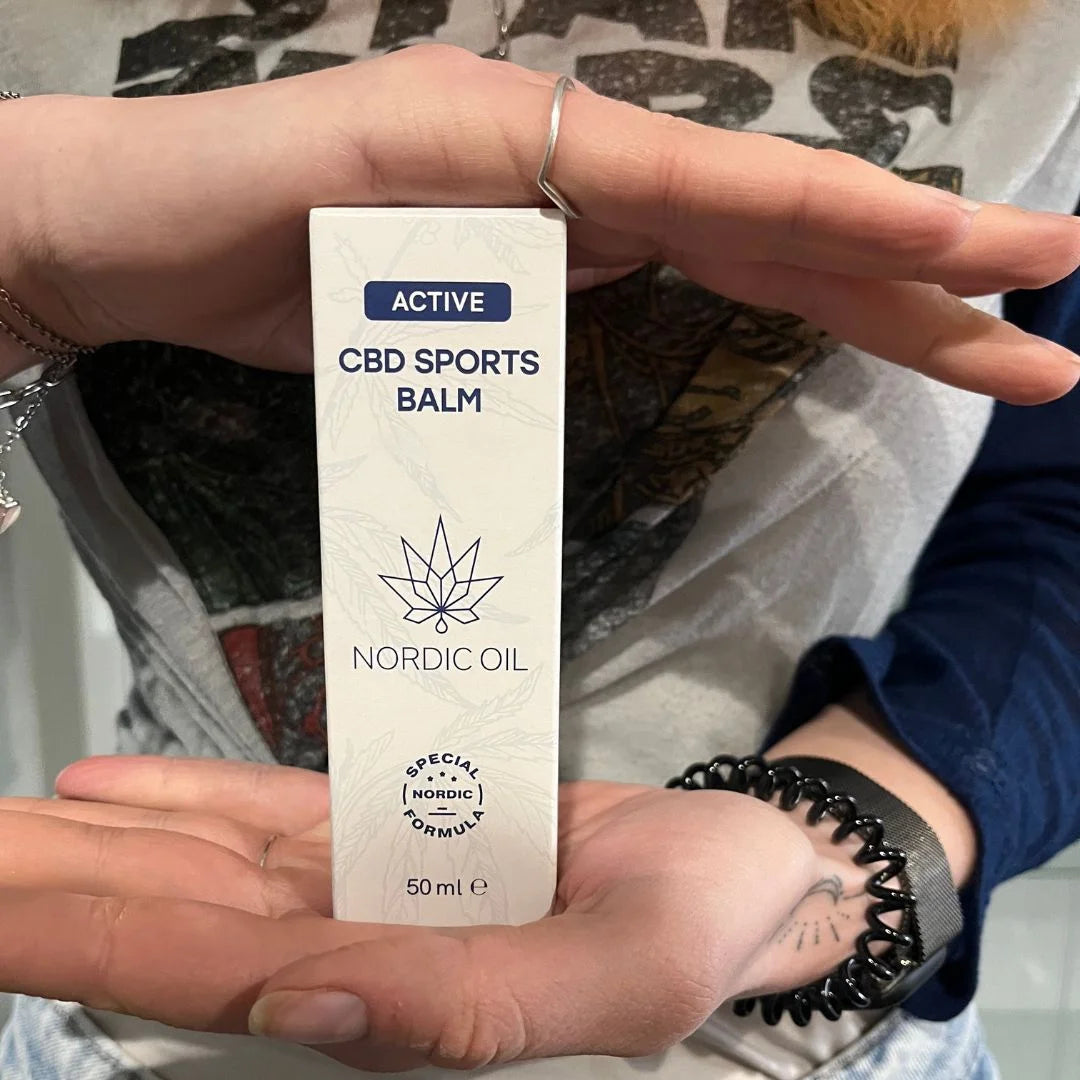 ACTIVE
CBD SPORTS
BALM
NORDIC OIL
SPECIAL
NORDIC
FORMULA
50 ml ℮